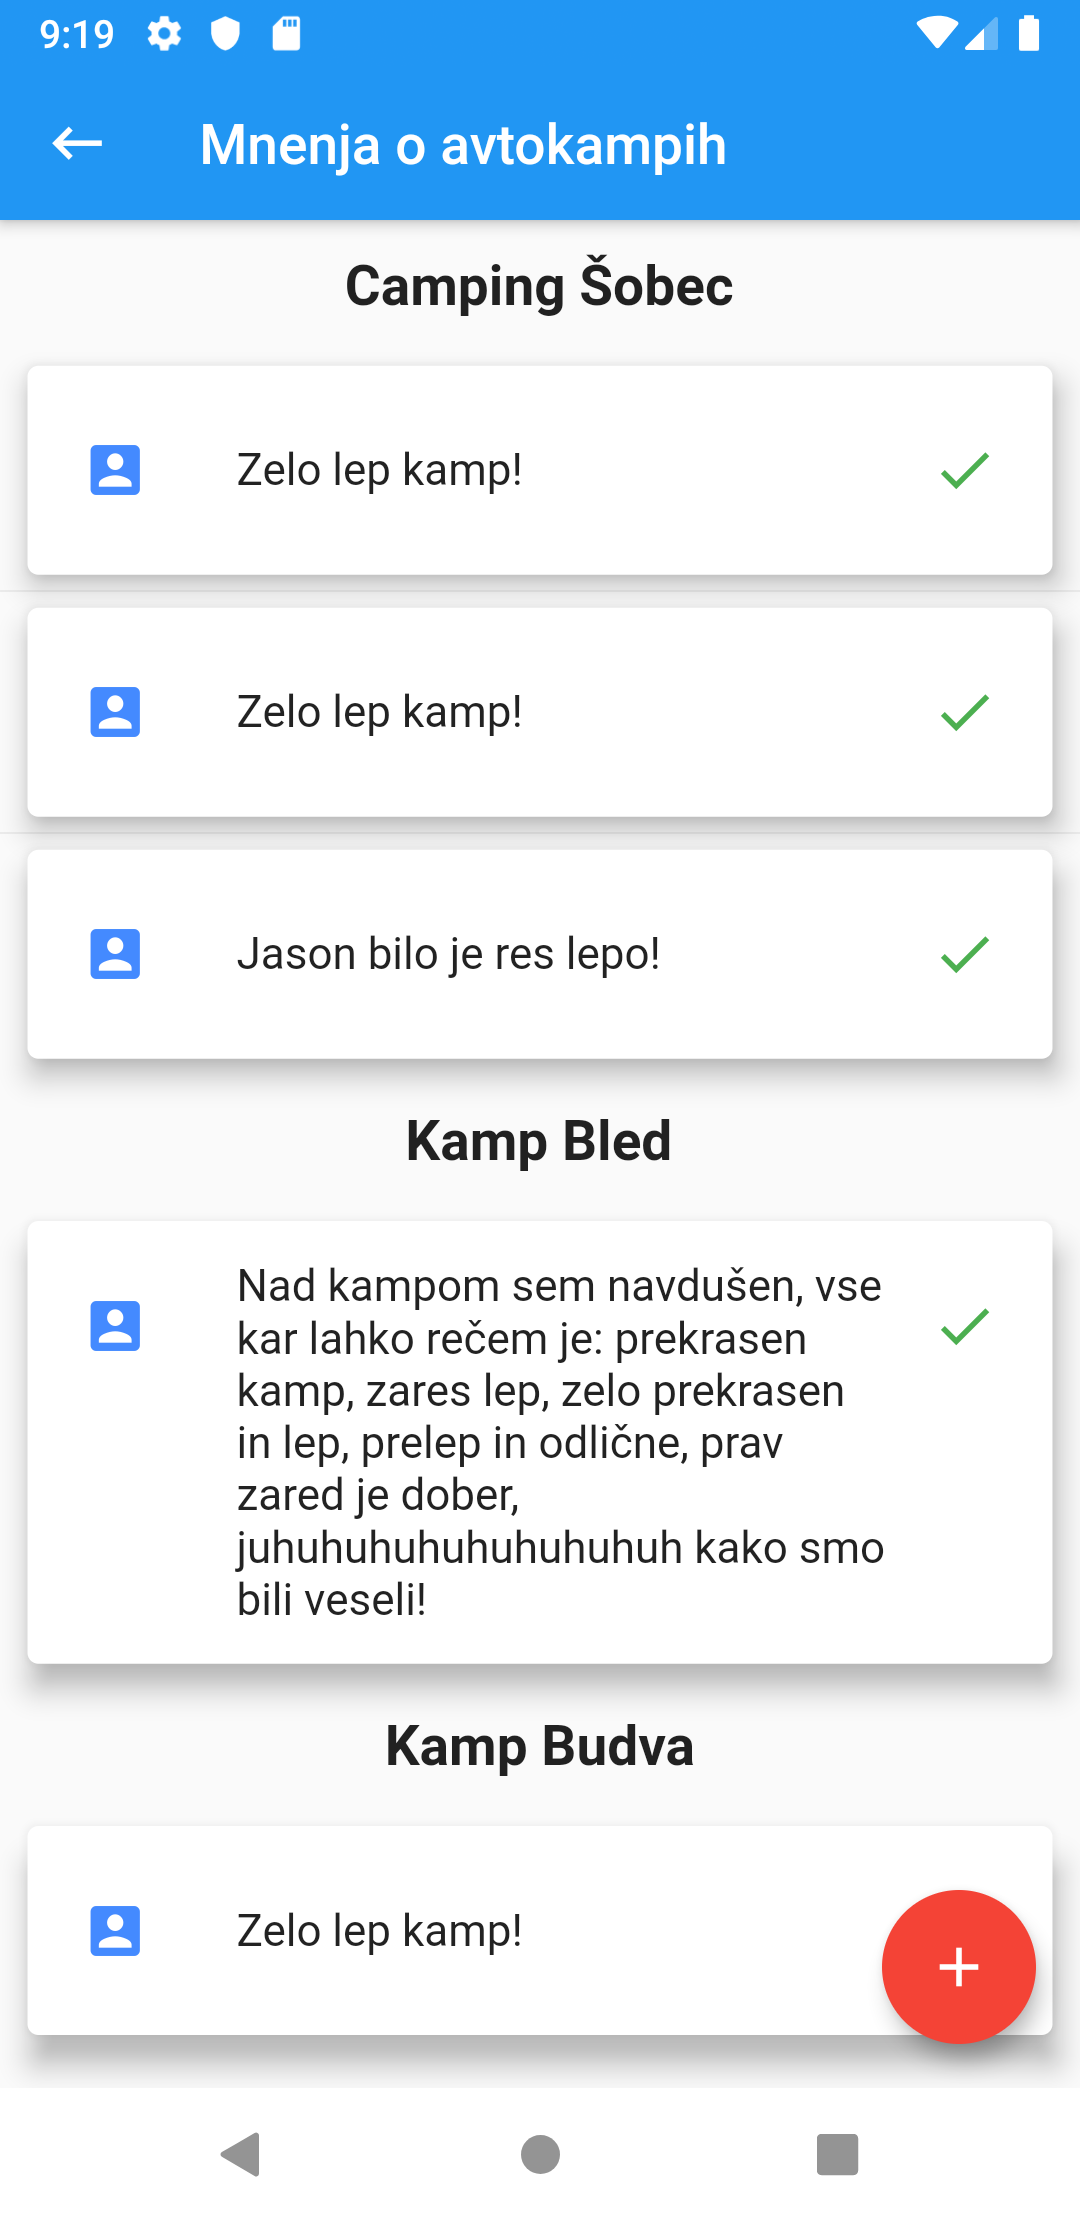 9:19
Mnenja o avtokampih
Camping Šobec
Zelo lep kamp!
Zelo lep kamp!
Jason bilo je res lepo!
Kamp Bled
Nad kampom sem navdušen, vse
kar lahko rečem je: prekrasen
kamp, zares lep, zelo prekrasen
in lep, prelep in odlične, prav
zared je dober,
juhuhuhuhuhuhuhuhuh kako smo
bili veseli!
Kamp Budva
Zelo lep kamp!